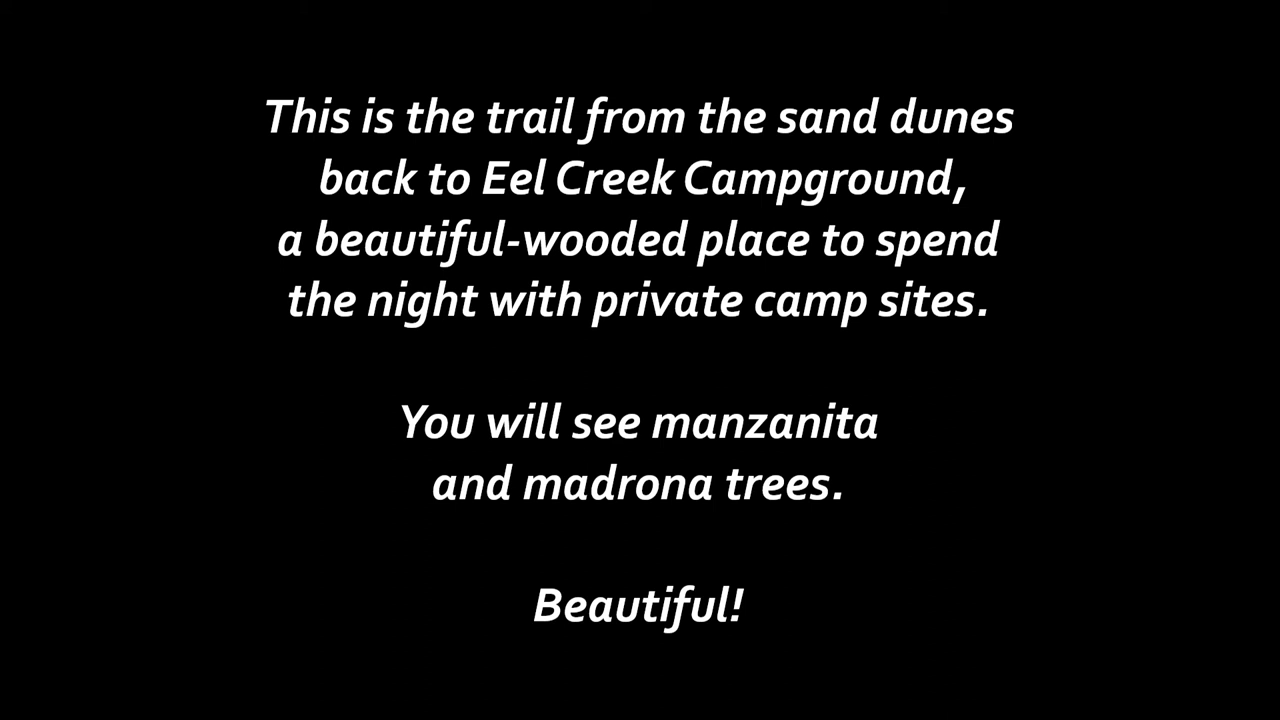 This is the trail from the sand dunes
back to Eel Creek Campground,
a beautiful-wooded place to spend
the night with private camp sites.
You will see manzanita
and madrona trees.
Beautiful!